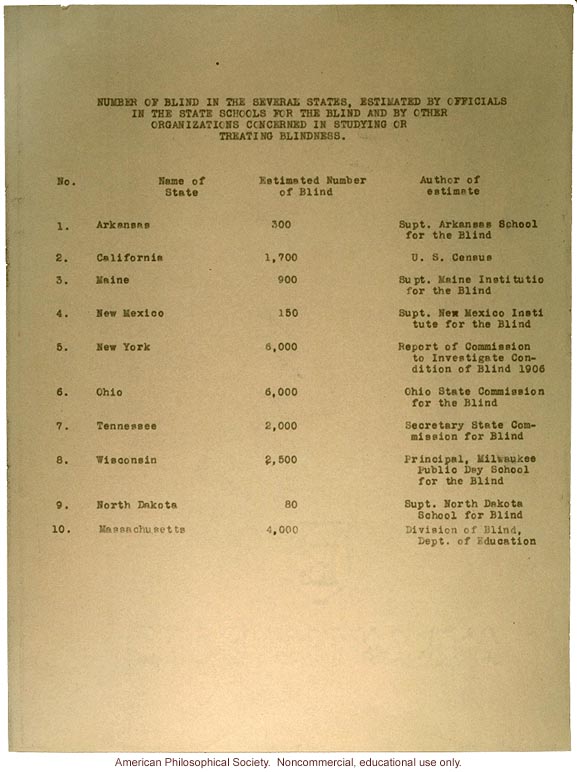 NUMBER OF BLIND IN THE SEVERAL STATES, ESTIMATED BY OFFICIALS
IN THE STATE SCHOOLS FOR THE BLIND AND BY OTHER
ORGANIZATIONS CONCERNED IN STUDYING OR
TREATING BLINDNESS.
No. Name of Estimated Number Author of
State of Blind estimate
1. Arkansas 300 Supt. Arkansas School
for the Blind
2. California 1,700 U. S. Census
3. Maine 900 Supt. Maine Institutio
for the Blind
4. New Mexico 150 Supt. New Mexico Insti
tute for the Blind
5. New York 6,000 Report of Commission
to Investigate Con-
dition of Blind 1906
6. Ohio 6,000 Ohio State Commission
for the Blind
7. Tennessee 2,000 Secretary State Com-
mission for Blind
8. Wisconsin 2,500 Principal, Milwaukee
Public Day School
for the Blind
9. North Dakota 80 Supt. North Dakota
School for Blind
10. Massachusetts 4,000 Division of Blind,
Dept. of Education
American Philosophical Society. Noncommercial, educational use only.